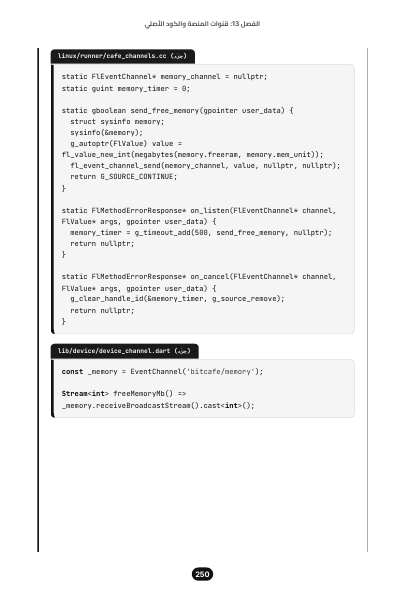 الفصل 13: قنوات المنصة والكود الأصلي
linux/runner/cafe_channels.cc (جزء)
static FlEventChannel* memory_channel = nullptr;
static guint memory_timer = 0;
static gboolean send_free_memory(gpointer user_data) {
  struct sysinfo memory;
  sysinfo(&memory);
  g_autoptr(FlValue) value =
fl_value_new_int(megabytes(memory.freeram, memory.mem_unit));
  fl_event_channel_send(memory_channel, value, nullptr, nullptr);
  return G_SOURCE_CONTINUE;
}
static FlMethodErrorResponse* on_listen(FlEventChannel* channel,
FlValue* args, gpointer user_data) {
  memory_timer = g_timeout_add(500, send_free_memory, nullptr);
  return nullptr;
}
static FlMethodErrorResponse* on_cancel(FlEventChannel* channel,
FlValue* args, gpointer user_data) {
  g_clear_handle_id(&memory_timer, g_source_remove);
  return nullptr;
}
lib/device/device_channel.dart (جزء)
const _memory = EventChannel('bitcafe/memory');
Stream<int> freeMemoryMb() =>
_memory.receiveBroadcastStream().cast<int>();
250